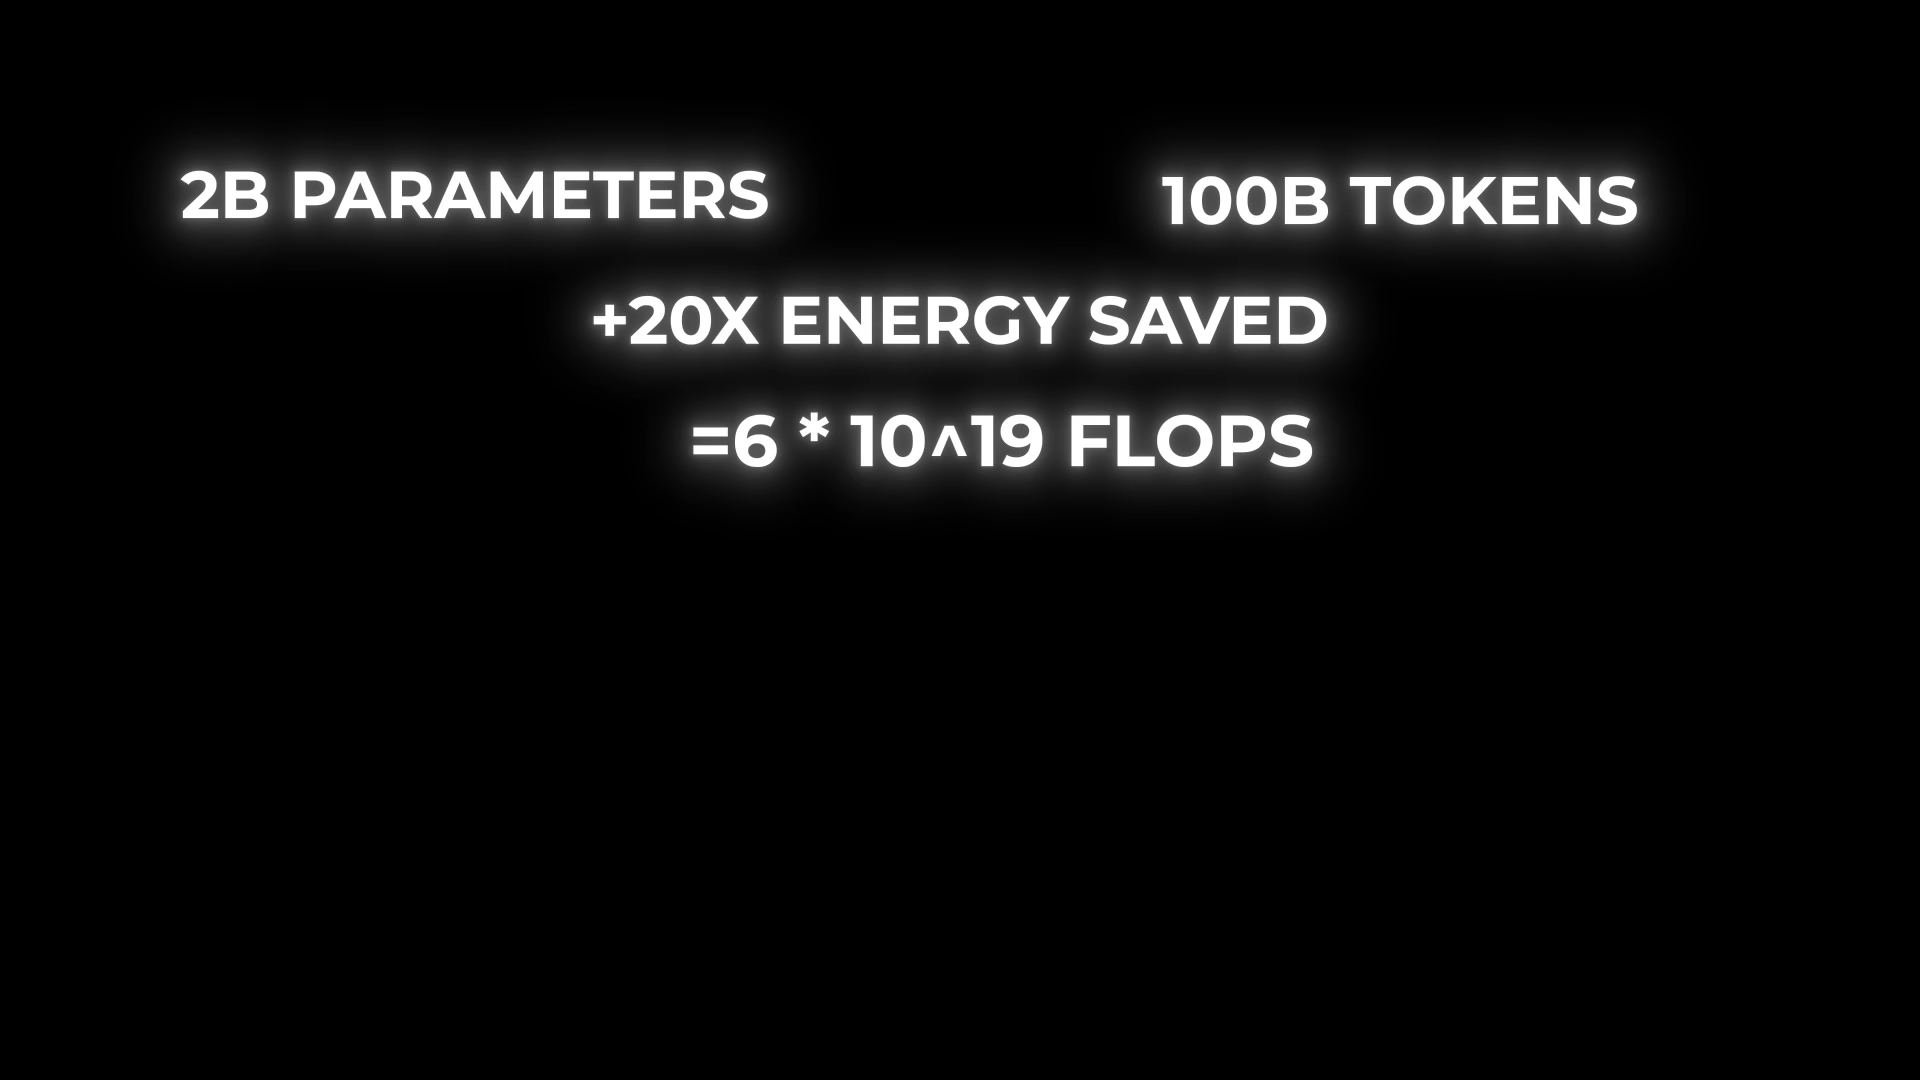 2B PARAMETERS
100B TOKENS
+20X ENERGY SAVED
=6 * 10^19 FLOPS